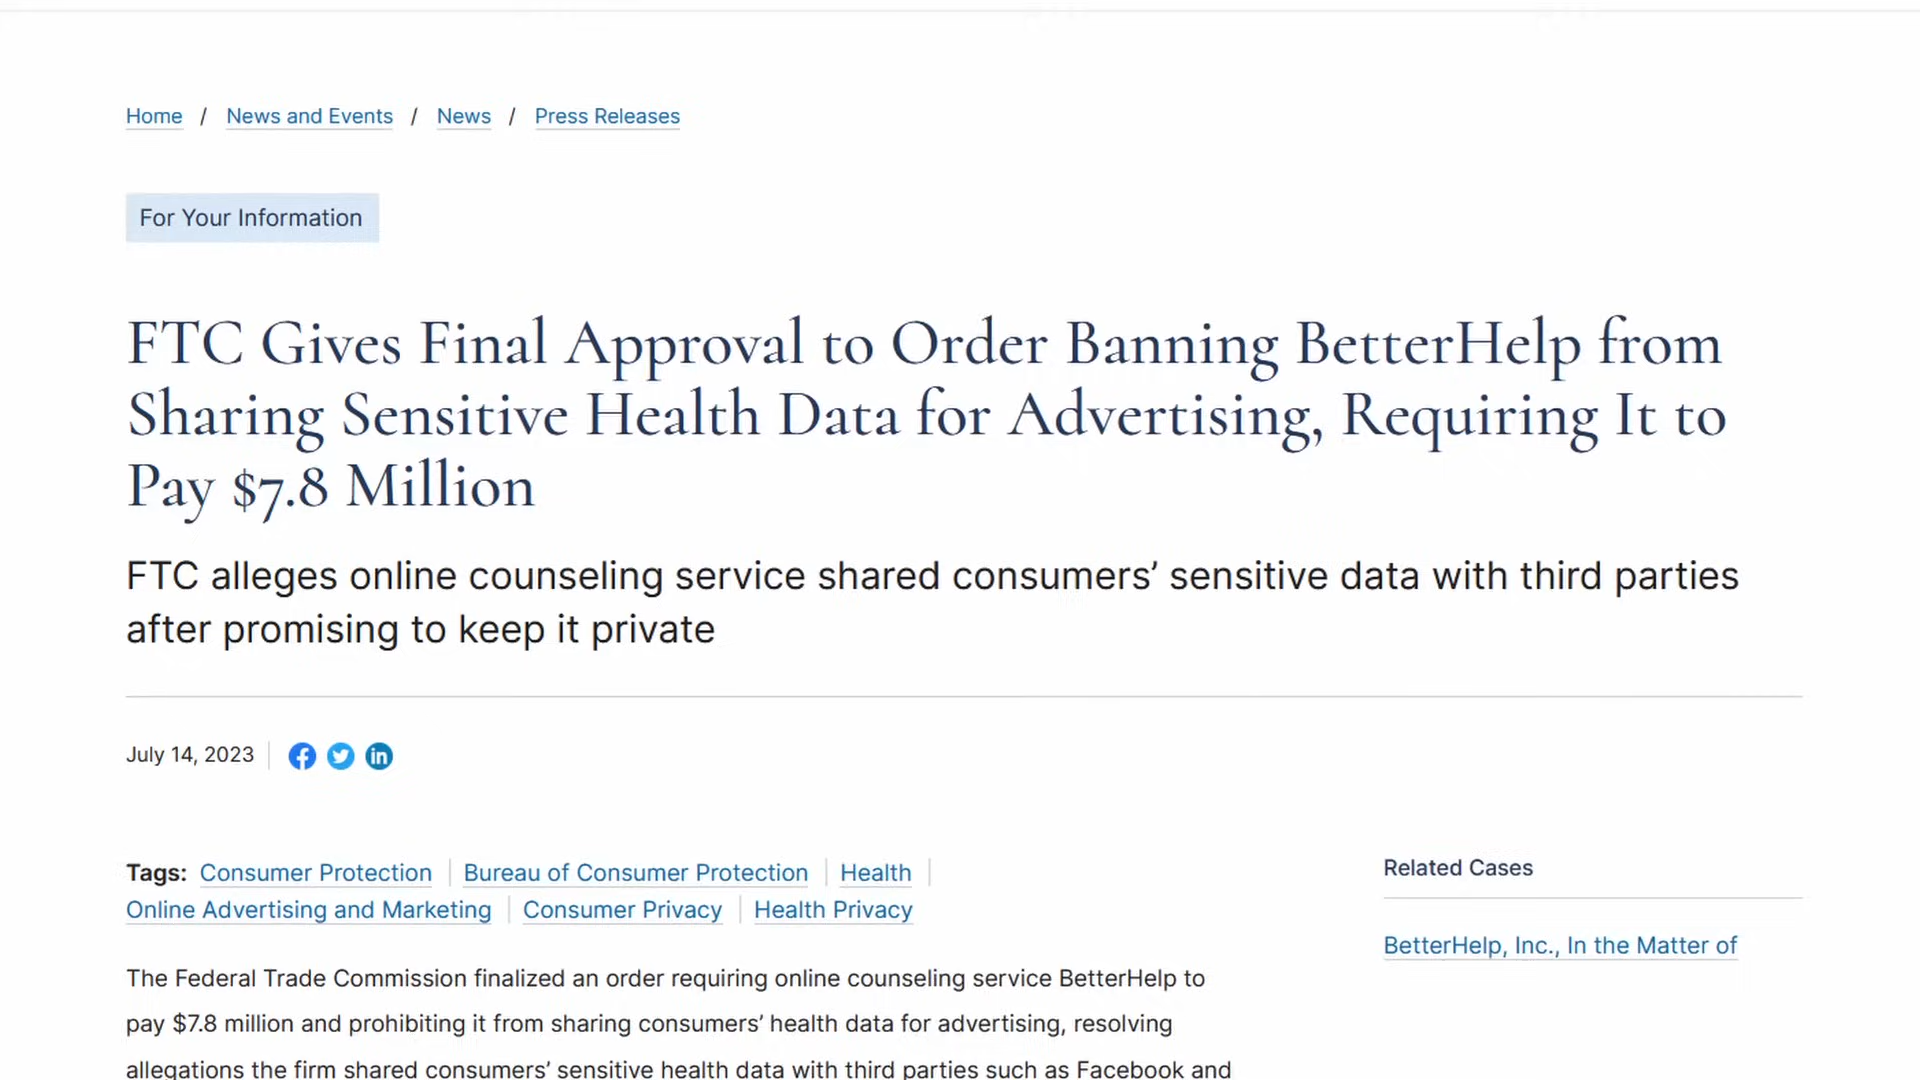 Home / News and Events / News / Press Releases
For Your Information
FTC Gives Final Approval to Order Banning BetterHelp from
Sharing Sensitive Health Data for Advertising, Requiring It to
Pay $7.8 Million
FTC alleges online counseling service shared consumers’ sensitive data with third parties
after promising to keep it private
July 14, 2023
Tags: Consumer Protection | Bureau of Consumer Protection | Health |
Online Advertising and Marketing | Consumer Privacy | Health Privacy
The Federal Trade Commission finalized an order requiring online counseling service BetterHelp to
pay $7.8 million and prohibiting it from sharing consumers’ health data for advertising, resolving
allegations the firm shared consumers’ sensitive health data with third parties such as Facebook and
Related Cases
BetterHelp, Inc., In the Matter of